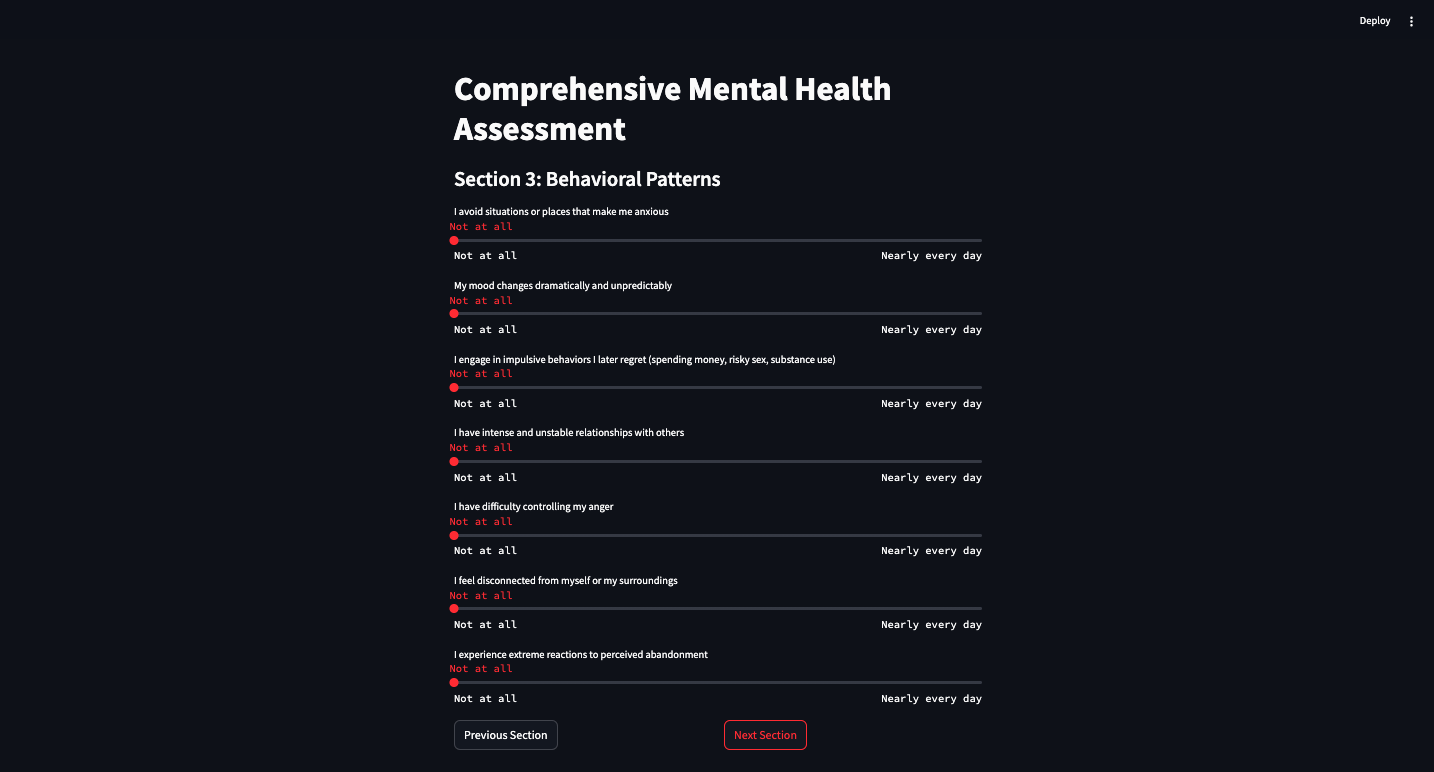 Deploy
Comprehensive Mental Health
Assessment
Section 3: Behavioral Patterns
I avoid situations or places that make me anxious
Not at all
Not at all Nearly every day
My mood changes dramatically and unpredictably
Not at all
Not at all Nearly every day
I engage in impulsive behaviors I later regret (spending money, risky sex, substance use)
Not at all
Not at all Nearly every day
I have intense and unstable relationships with others
Not at all
Not at all Nearly every day
I have difficulty controlling my anger
Not at all
Not at all Nearly every day
I feel disconnected from myself or my surroundings
Not at all
Not at all Nearly every day
I experience extreme reactions to perceived abandonment
Not at all
Not at all Nearly every day
Previous Section Next Section